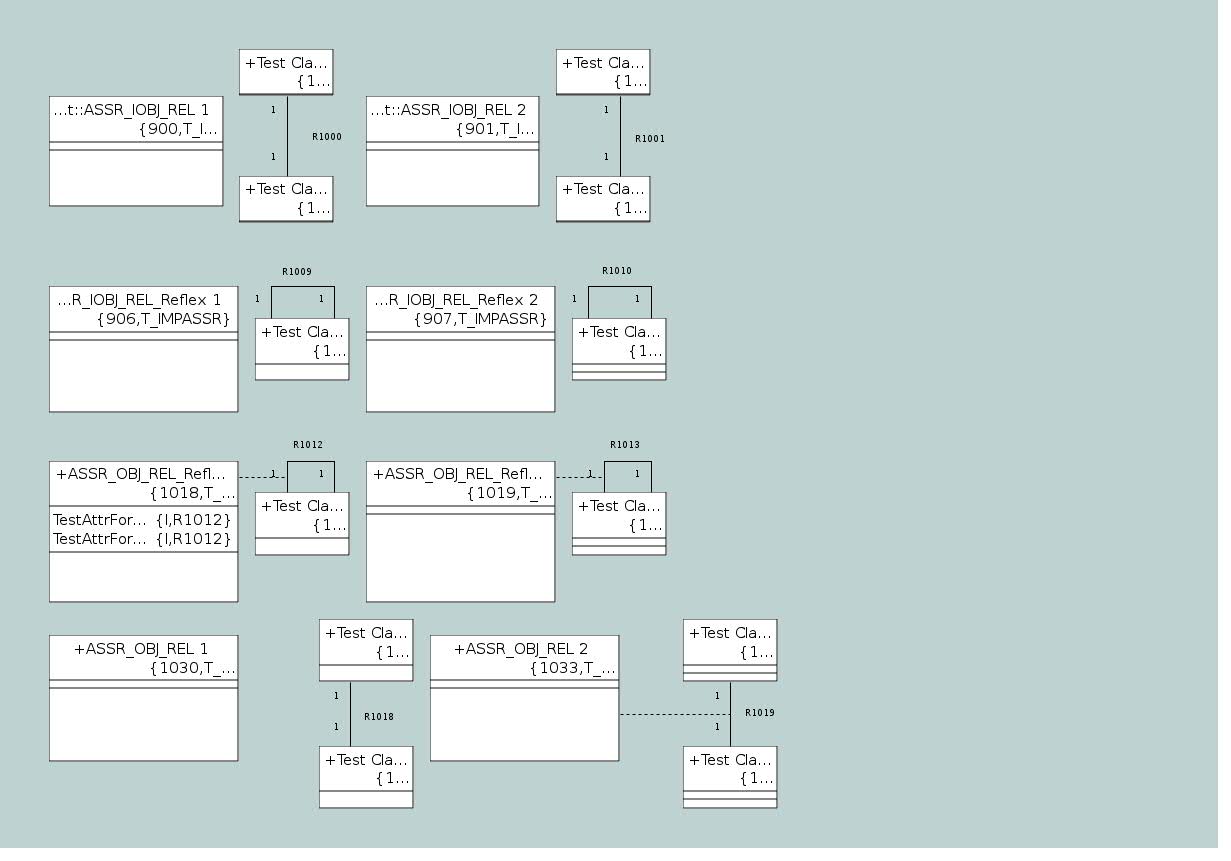 +Test Cla...
{1...
+Test Cla...
{1...
...t::ASSR_IOBJ_REL 1
{900,T_I...
1
R1000
1
...t::ASSR_IOBJ_REL 2
{901,T_I...
1
R1001
1
+Test Cla...
{1...
+Test Cla...
{1...
R1009
R1010
...R_IOBJ_REL_Reflex 1
{906,T_IMPASSR}
1
1
+Test Cla...
{1...
...R_IOBJ_REL_Reflex 2
{907,T_IMPASSR}
1
1
+Test Cla...
{1...
R1012
R1013
+ASSR_OBJ_REL_Refl...
{1018,T_...
TestAttrFor... {I,R1012}
TestAttrFor... {I,R1012}
1
1
+Test Cla...
{1...
+ASSR_OBJ_REL_Refl...
{1019,T_...
1
1
+Test Cla...
{1...
+ASSR_OBJ_REL 1
{1030,T_...
+Test Cla...
{1...
1
R1018
1
+Test Cla...
{1...
+ASSR_OBJ_REL 2
{1033,T_...
+Test Cla...
{1...
1
R1019
1
+Test Cla...
{1...